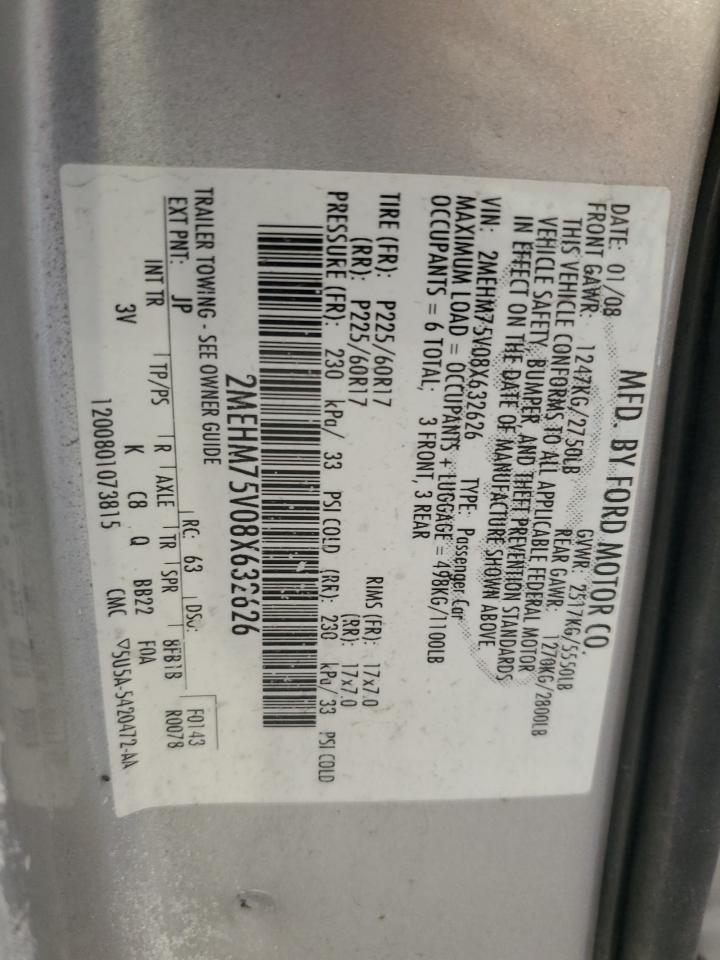 MFD. BY FORD MOTOR CO.
DATE: 01/08 GVWR: 2517KG/5550LB
FRONT GAWR: 1247KG/2750LB REAR GAWR: 1270KG/2800LB
THIS VEHICLE CONFORMS TO ALL APPLICABLE FEDERAL MOTOR
VEHICLE SAFETY, BUMPER, AND THEFT PREVENTION STANDARDS
IN EFFECT ON THE DATE OF MANUFACTURE SHOWN ABOVE
VIN: 2MEHM75V08X632626 TYPE: Passenger Car
MAXIMUM LOAD = OCCUPANTS + LUGGAGE = 498KG/1100LB
OCCUPANTS = 6 TOTAL, 3 FRONT, 3 REAR
TIRE (FR): P225/60R17 RIMS (FR): 17x7.0
(RR): P225/60R17 (RR): 17x7.0
PRESSURE (FR): 230 kPa/ 33 PSI COLD (RR): 230 kPa/ 33 PSI COLD
2MEHM75V08X632626
TRAILER TOWING - SEE OWNER GUIDE
F0143
EXT PNT: JP RC: 63 DSO: R0078
INT TR TP/PS R AXLE TR SPR 8FB1B
3V K C8 Q BB22 F0A
1200801073815 CMC ▽5U5A-5420472-AA